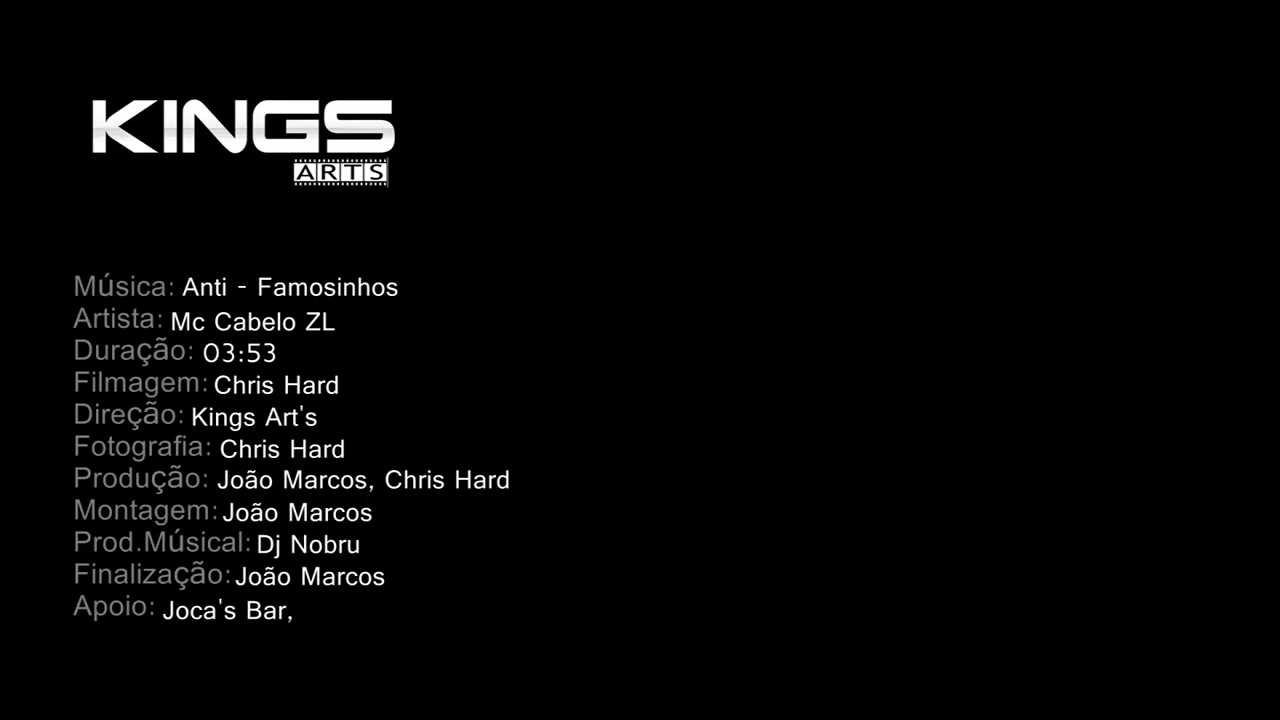 KINGS
ARTS
Música: Anti - Famosinhos
Artista: Mc Cabelo ZL
Duração: 03:53
Filmagem: Chris Hard
Direção: Kings Art's
Fotografia: Chris Hard
Produção: João Marcos, Chris Hard
Montagem: João Marcos
Prod.Músical: Dj Nobru
Finalização: João Marcos
Apoio: Joca's Bar,